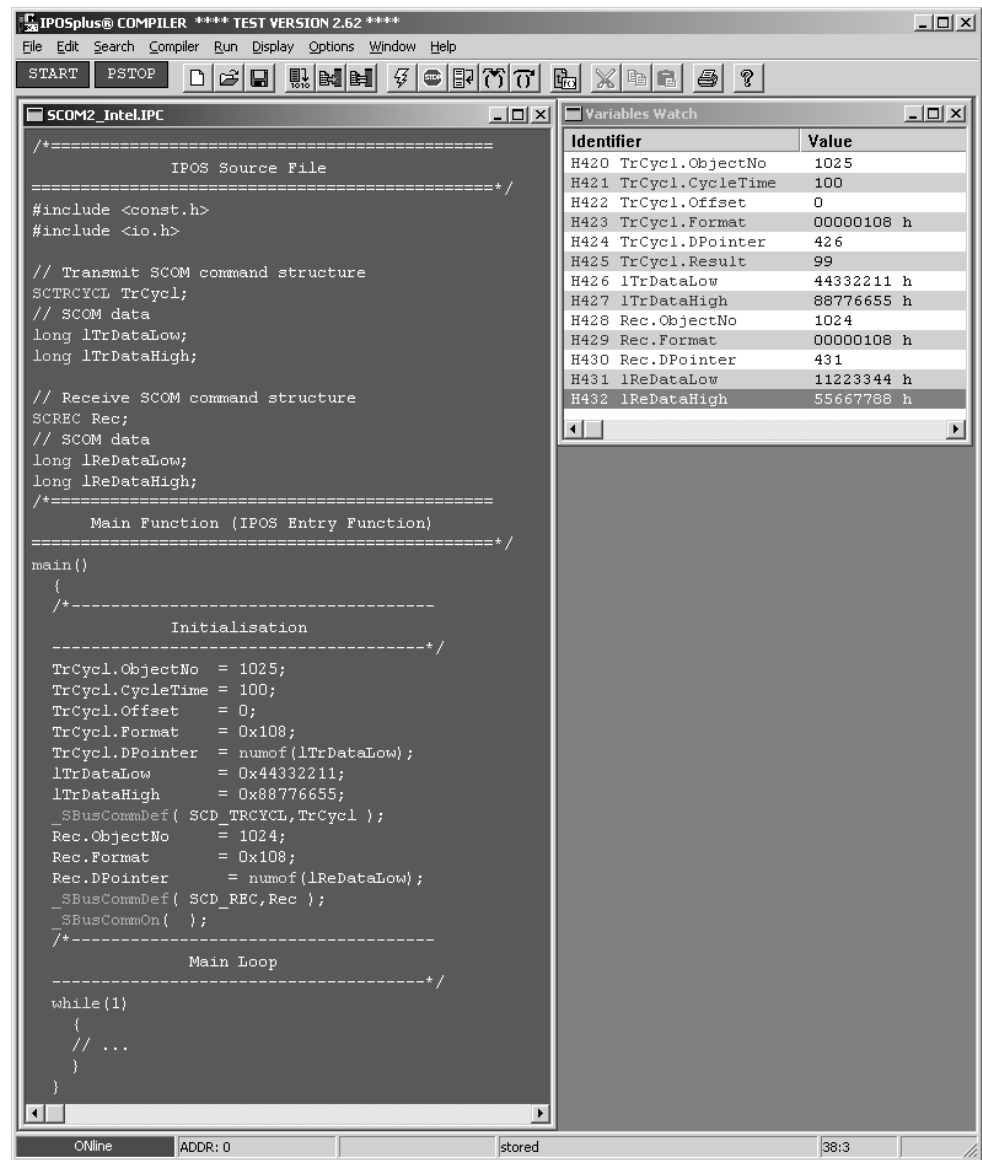 IPOSplus® COMPILER **** TEST VERSION 2.62 ****
File Edit Search Compiler Run Display Options Window Help
START PSTOP
SCOM2_Intel.IPC
/*=============================================
IPOS Source File
===============================================*/
#include <const.h>
#include <io.h>
// Transmit SCOM command structure
SCTRCYCL TrCycl;
// SCOM data
long lTrDataLow;
long lTrDataHigh;
// Receive SCOM command structure
SCREC Rec;
// SCOM data
long lReDataLow;
long lReDataHigh;
/*=============================================
Main Function (IPOS Entry Function)
===============================================*/
main()
{
/*-------------------------------------
Initialisation
--------------------------------------*/
TrCycl.ObjectNo = 1025;
TrCycl.CycleTime = 100;
TrCycl.Offset = 0;
TrCycl.Format = 0x108;
TrCycl.DPointer = numof(lTrDataLow);
lTrDataLow = 0x44332211;
lTrDataHigh = 0x88776655;
_SBusCommDef( SCD_TRCYCL,TrCycl );
Rec.ObjectNo = 1024;
Rec.Format = 0x108;
Rec.DPointer = numof(lReDataLow);
_SBusCommDef( SCD_REC,Rec );
_SBusCommOn( );
/*-------------------------------------
Main Loop
--------------------------------------*/
while(1)
{
// ...
}
}
Variables Watch
Identifier Value
H420 TrCycl.ObjectNo 1025
H421 TrCycl.CycleTime 100
H422 TrCycl.Offset 0
H423 TrCycl.Format 00000108 h
H424 TrCycl.DPointer 426
H425 TrCycl.Result 99
H426 lTrDataLow 44332211 h
H427 lTrDataHigh 88776655 h
H428 Rec.ObjectNo 1024
H429 Rec.Format 00000108 h
H430 Rec.DPointer 431
H431 lReDataLow 11223344 h
H432 lReDataHigh 55667788 h
ONline ADDR: 0 stored 38:3